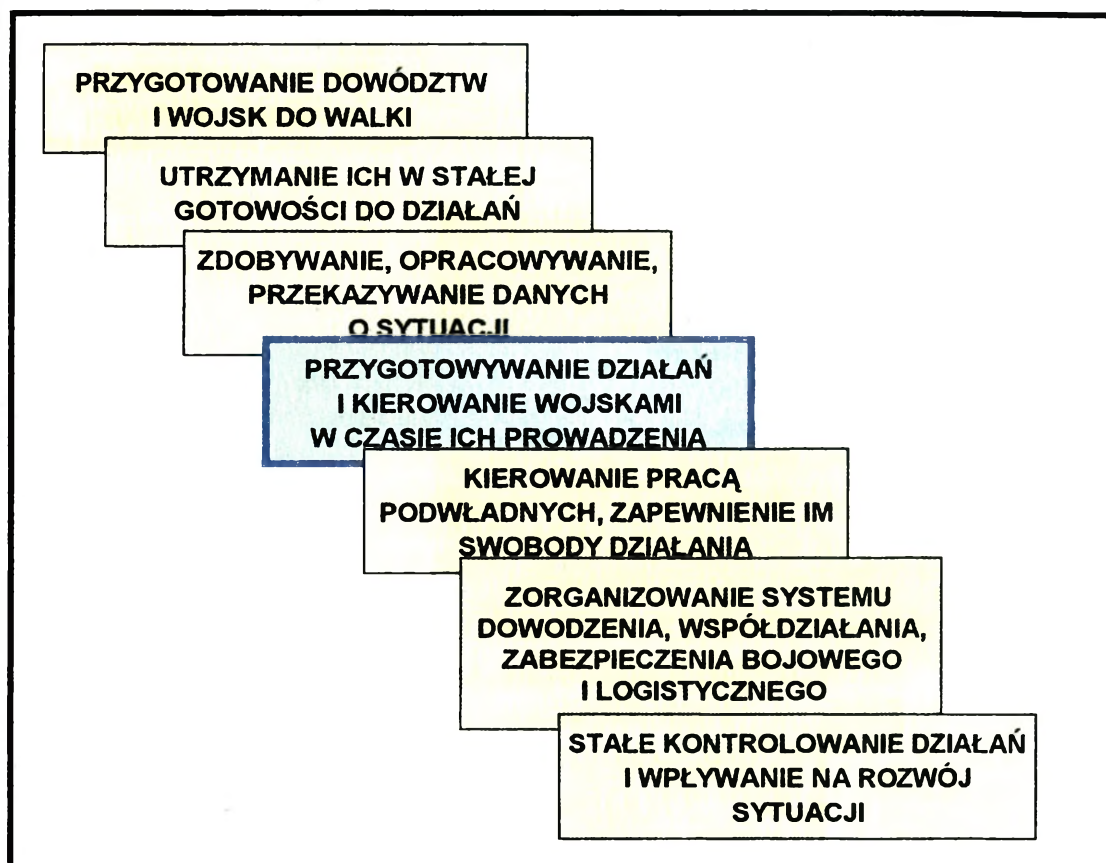 PRZYGOTOWANIE DOWÓDZTW
I WOJSK DO WALKI
UTRZYMANIE ICH W STAŁEJ
GOTOWOŚCI DO DZIAŁAŃ
ZDOBYWANIE, OPRACOWYWANIE,
PRZEKAZYWANIE DANYCH
O SYTUACJI
PRZYGOTOWYWANIE DZIAŁAŃ
I KIEROWANIE WOJSKAMI
W CZASIE ICH PROWADZENIA
KIEROWANIE PRACĄ
PODWŁADNYCH, ZAPEWNIENIE IM
SWOBODY DZIAŁANIA
ZORGANIZOWANIE SYSTEMU
DOWODZENIA, WSPÓŁDZIAŁANIA,
ZABEZPIECZENIA BOJOWEGO
I LOGISTYCZNEGO
STAŁE KONTROLOWANIE DZIAŁAŃ
I WPŁYWANIE NA ROZWÓJ
SYTUACJI